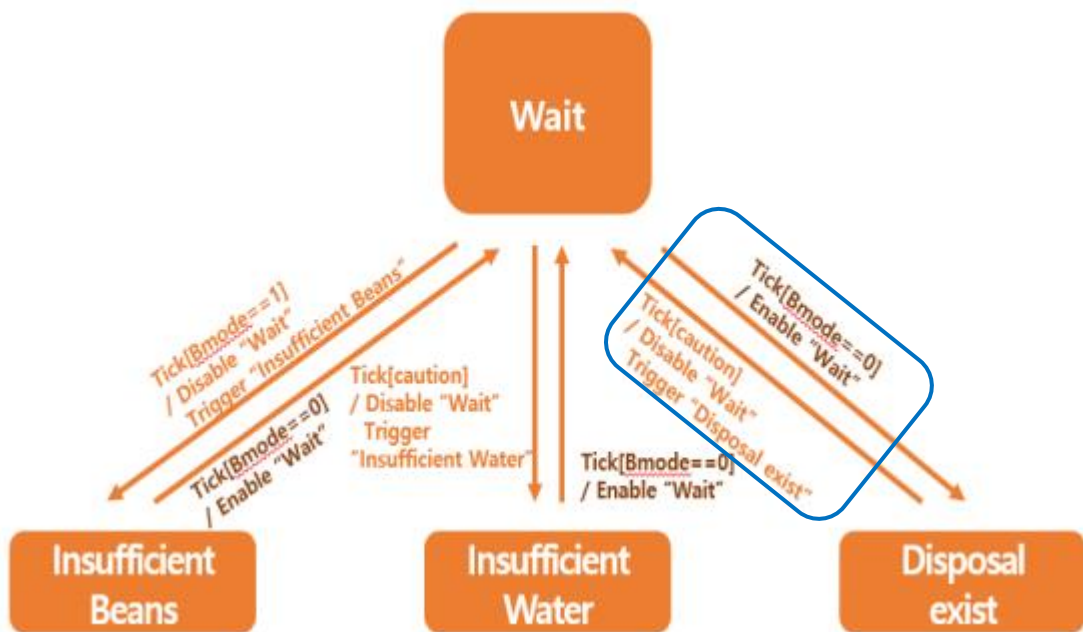 Wait
Tick[Bmode==1]
/ Disable “Wait”
Trigger “Insufficient Beans”
Tick[Bmode==0]
/ Enable “Wait”
Tick[caution]
/ Disable “Wait”
Trigger
“Insufficient Water”
Tick[Bmode==0]
/ Enable “Wait”
Tick[Bmode==0]
/ Enable “Wait”
Tick[caution]
/ Disable “Wait”
Trigger “Disposal exist”
Insufficient
Beans
Insufficient
Water
Disposal
exist